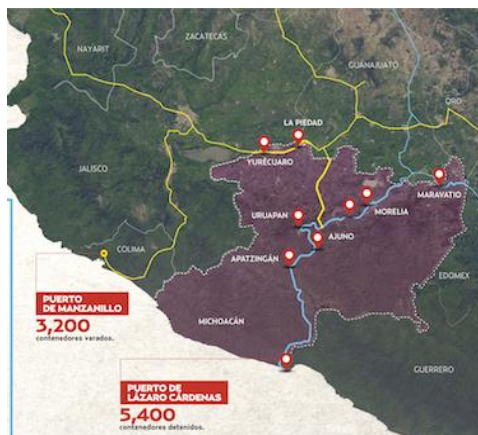 ZACATECAS
NAYARIT
GUANAJUATO
QRO
LA PIEDAD
YURÉCUARO
JALISCO
MARAVATIO
URUAPAN
MORELIA
AJUNO
COLIMA
APATZINGÁN
EDOMEX
PUERTO
DE MANZANILLO
3,200
contenedores varados.
MICHOACÁN
GUERRERO
PUERTO DE
LÁZARO CÁRDENAS
5,400
contenedores detenidos.